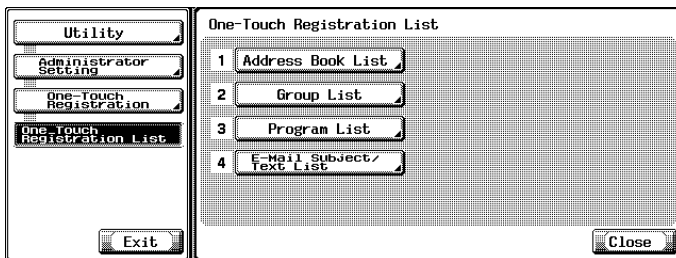 Utility
Administrator
Setting
One-Touch
Registration
One-Touch
Registration List
Exit
One-Touch Registration List
1 Address Book List
2 Group List
3 Program List
4 E-Mail Subject/
Text List
Close